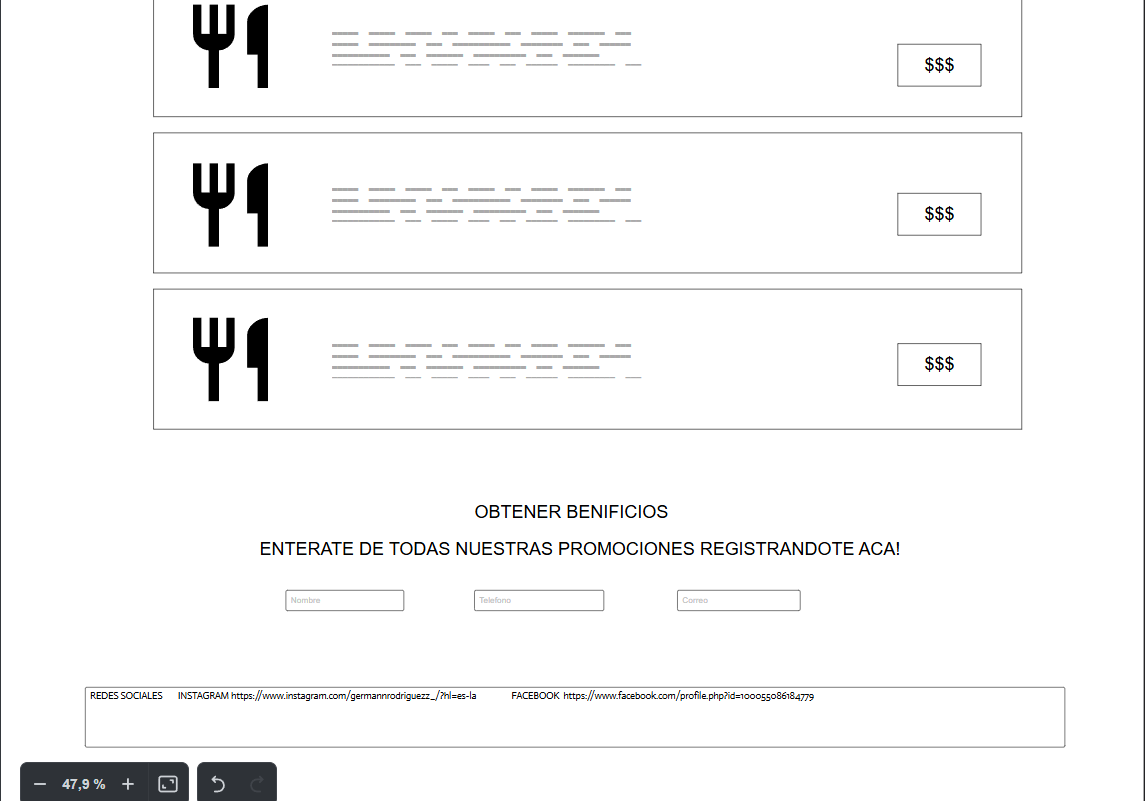 $$$
$$$
$$$
OBTENER BENIFICIOS
ENTERATE DE TODAS NUESTRAS PROMOCIONES REGISTRANDOTE ACA!
Nombre Telefono Correo
REDES SOCIALES INSTAGRAM https://www.instagram.com/germannrodriguezz_/?hl=es-la FACEBOOK https://www.facebook.com/profile.php?id=100055086184779
47,9 %